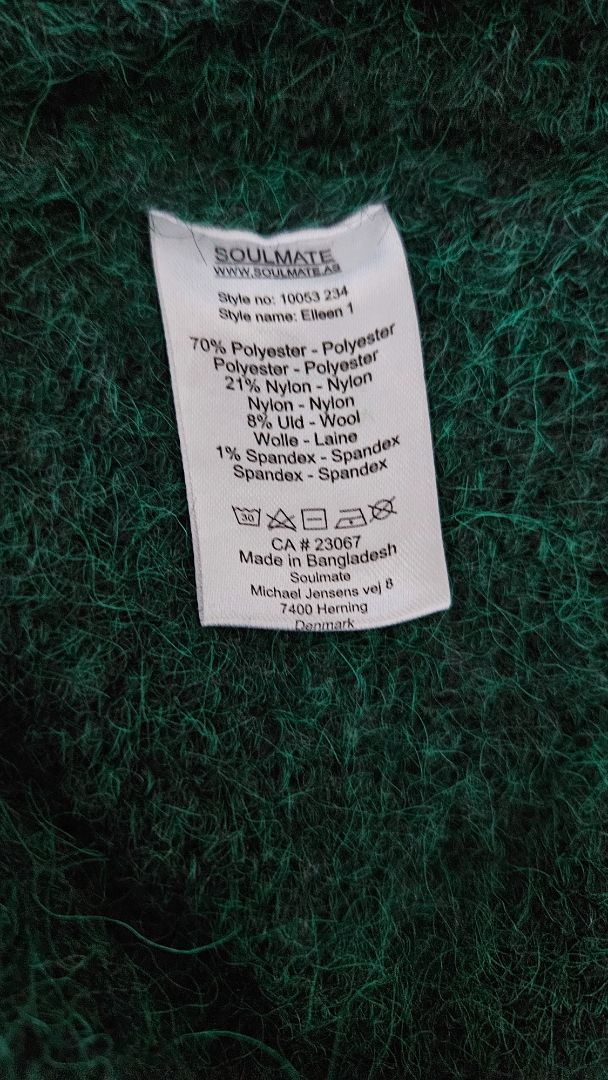 SOULMATE
WWW.SOULMATE.AS
Style no: 10053 234
Style name: Eileen 1
70% Polyester - Polyester
Polyester - Polyester
21% Nylon - Nylon
Nylon - Nylon
8% Uld - Wool
Wolle - Laine
1% Spandex - Spandex
Spandex - Spandex
30
CA # 23067
Made in Bangladesh
Soulmate
Michael Jensens vej 8
7400 Herning
Denmark